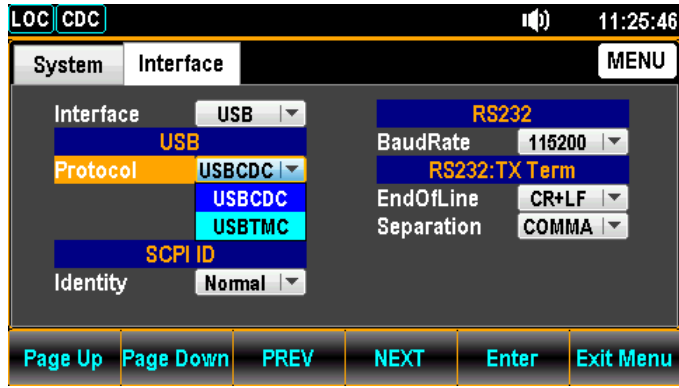 LOC CDC 11:25:46
System Interface MENU
Interface USB
USB
Protocol USBCDC
USBCDC
USBTMC
SCPI ID
Identity Normal
RS232
BaudRate 115200
RS232:TX Term
EndOfLine CR+LF
Separation COMMA
Page Up Page Down PREV NEXT Enter Exit Menu